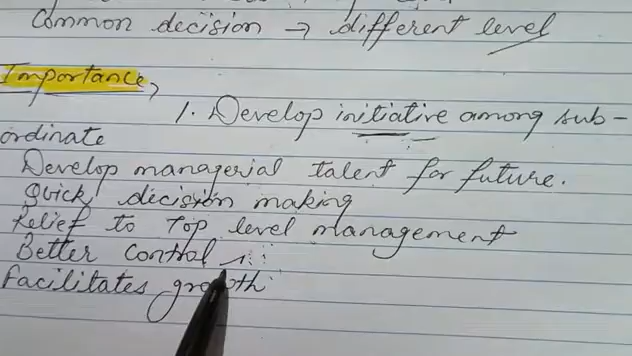 Common decision → different level
Importance,
1. Develop initiative among sub-
ordinate
Develop managerial talent for future.
quick decision making
Relief to Top level management
Better Control
Facilitates growth